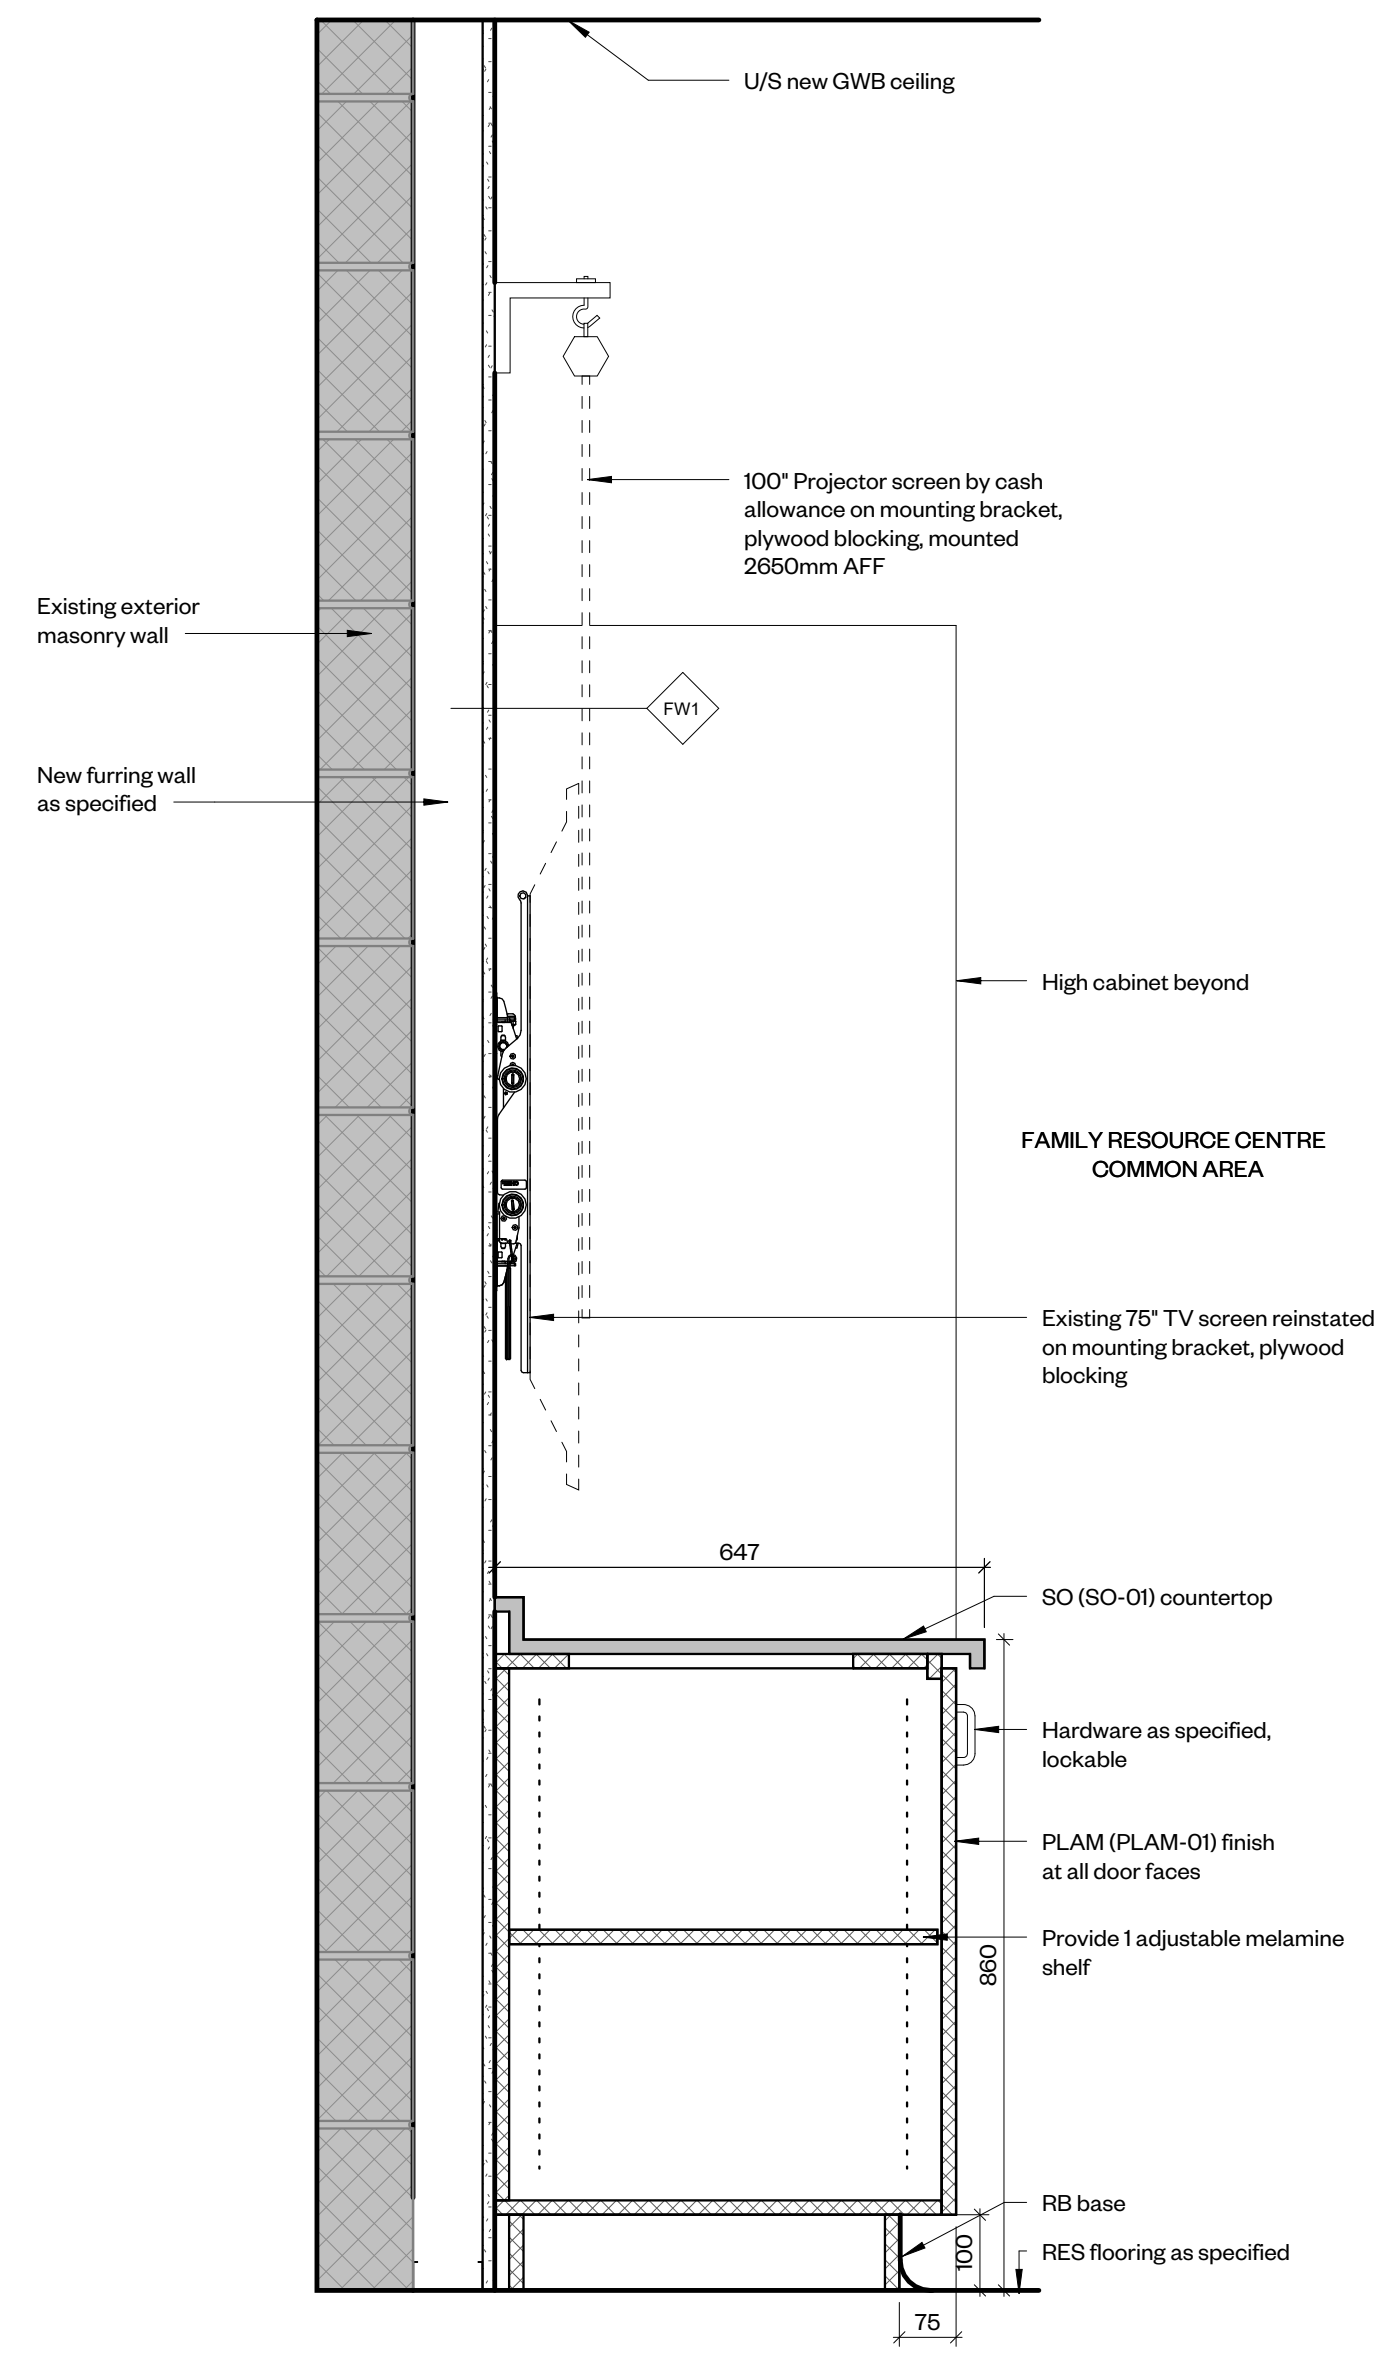 U/S new GWB ceiling
100" Projector screen by cash
allowance on mounting bracket,
plywood blocking, mounted
2650mm AFF
Existing exterior
masonry wall
FW1
New furring wall
as specified
High cabinet beyond
FAMILY RESOURCE CENTRE
COMMON AREA
Existing 75" TV screen reinstated
on mounting bracket, plywood
blocking
647
SO (SO-01) countertop
Hardware as specified,
lockable
PLAM (PLAM-01) finish
at all door faces
Provide 1 adjustable melamine
shelf
860
RB base
100
RES flooring as specified
75